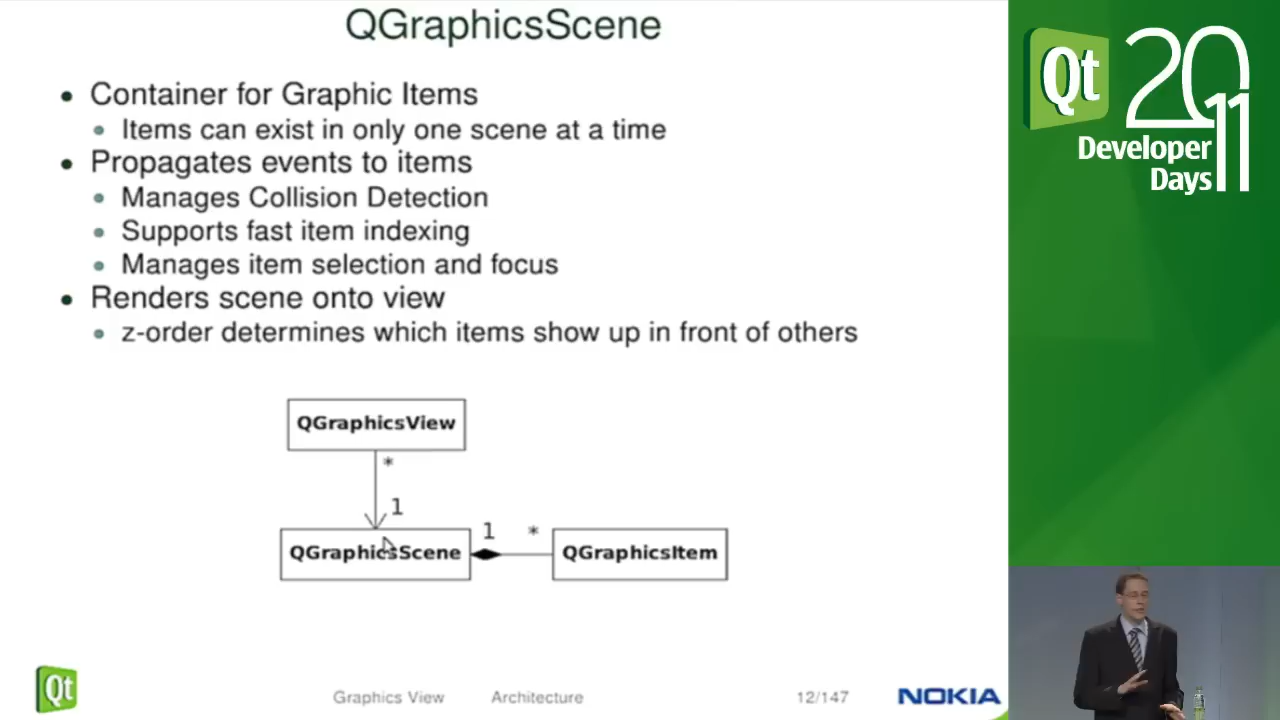 QGraphicsScene
Container for Graphic Items
Items can exist in only one scene at a time
Propagates events to items
Manages Collision Detection
Supports fast item indexing
Manages item selection and focus
Renders scene onto view
z-order determines which items show up in front of others
QGraphicsView
*
1
QGraphicsScene
1 *
QGraphicsItem
Qt
Graphics View Architecture 12/147 NOKIA
Qt 2011
Developer
Days